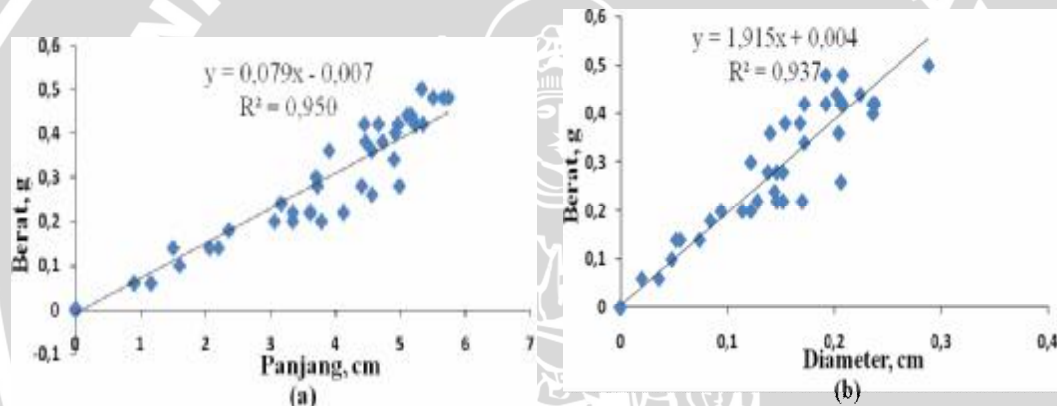 0,6
y = 0,079x - 0,007
R² = 0,950
0,5
0,4
0,3
0,2
0,1
0
-0,1
Berat, g
0 1 2 3 4 5 6 7
Panjang, cm
(a)
0,6
y = 1,915x + 0,004
R² = 0,937
0,5
0,4
0,3
0,2
0,1
0
Berat, g
0 0,1 0,2 0,3 0,4
Diameter, cm
(b)